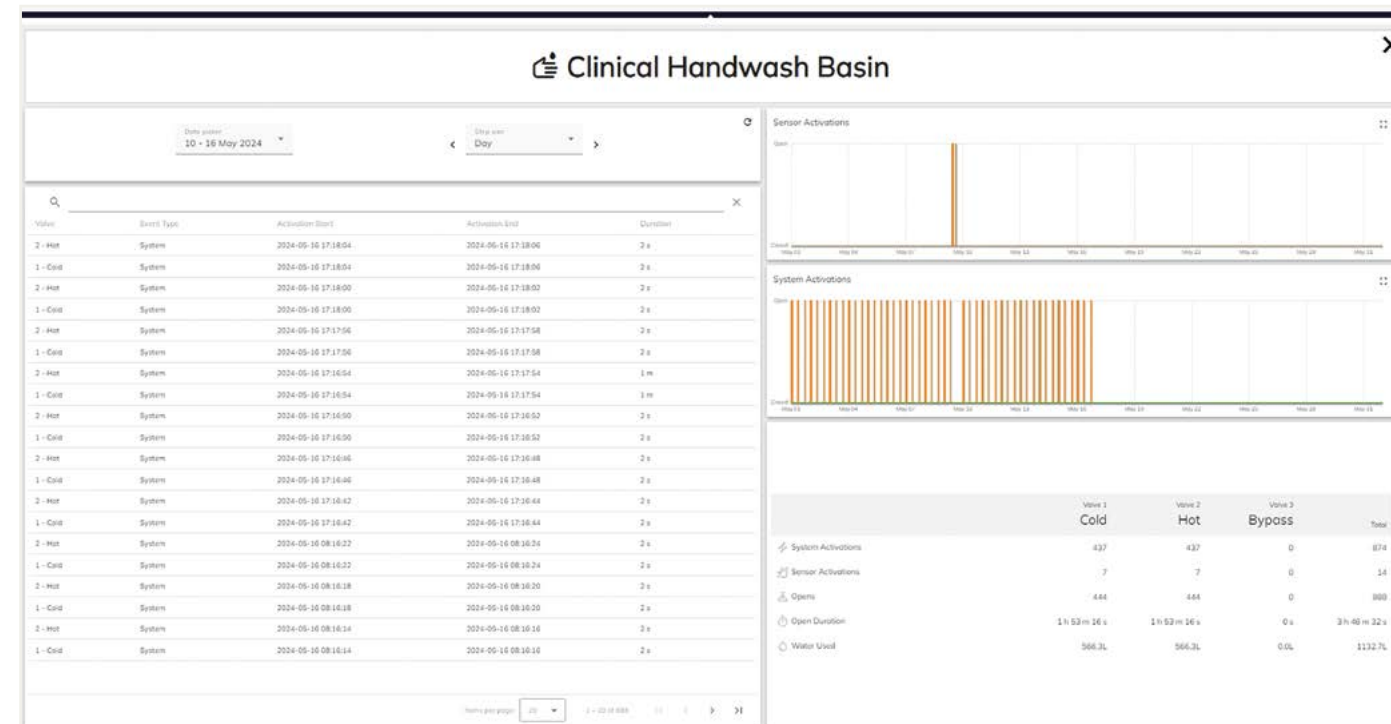 Clinical Handwash Basin
Date picker
10 - 16 May 2024
Step size
Day
Valve Event Type Activation Start Activation End Duration
2 - Hot System 2024-05-16 17:18:04 2024-05-16 17:18:06 2 s
1 - Cold System 2024-05-16 17:18:04 2024-05-16 17:18:06 2 s
2 - Hot System 2024-05-16 17:18:00 2024-05-16 17:18:02 2 s
1 - Cold System 2024-05-16 17:18:00 2024-05-16 17:18:02 2 s
2 - Hot System 2024-05-16 17:17:56 2024-05-16 17:17:58 2 s
1 - Cold System 2024-05-16 17:17:56 2024-05-16 17:17:58 2 s
2 - Hot System 2024-05-16 17:16:54 2024-05-16 17:17:54 1 m
1 - Cold System 2024-05-16 17:16:54 2024-05-16 17:17:54 1 m
2 - Hot System 2024-05-16 17:16:50 2024-05-16 17:16:52 2 s
1 - Cold System 2024-05-16 17:16:50 2024-05-16 17:16:52 2 s
2 - Hot System 2024-05-16 17:16:46 2024-05-16 17:16:48 2 s
1 - Cold System 2024-05-16 17:16:46 2024-05-16 17:16:48 2 s
2 - Hot System 2024-05-16 17:16:42 2024-05-16 17:16:44 2 s
1 - Cold System 2024-05-16 17:16:42 2024-05-16 17:16:44 2 s
2 - Hot System 2024-05-16 08:16:22 2024-05-16 08:16:24 2 s
1 - Cold System 2024-05-16 08:16:22 2024-05-16 08:16:24 2 s
2 - Hot System 2024-05-16 08:16:18 2024-05-16 08:16:20 2 s
1 - Cold System 2024-05-16 08:16:18 2024-05-16 08:16:20 2 s
2 - Hot System 2024-05-16 08:16:14 2024-05-16 08:16:16 2 s
1 - Cold System 2024-05-16 08:16:14 2024-05-16 08:16:16 2 s
Items per page: 20 1 – 20 of 888
Sensor Activations
Open
Closed
System Activations
Open
Closed
Valve 1 Valve 2 Valve 3
Cold Hot Bypass Total
System Activations 437 437 0 874
Sensor Activations 7 7 0 14
Opens 444 444 0 888
Open Duration 1 h 53 m 16 s 1 h 53 m 16 s 0 s 3 h 46 m 32 s
Water Used 566.3L 566.3L 0.0L 1132.7L